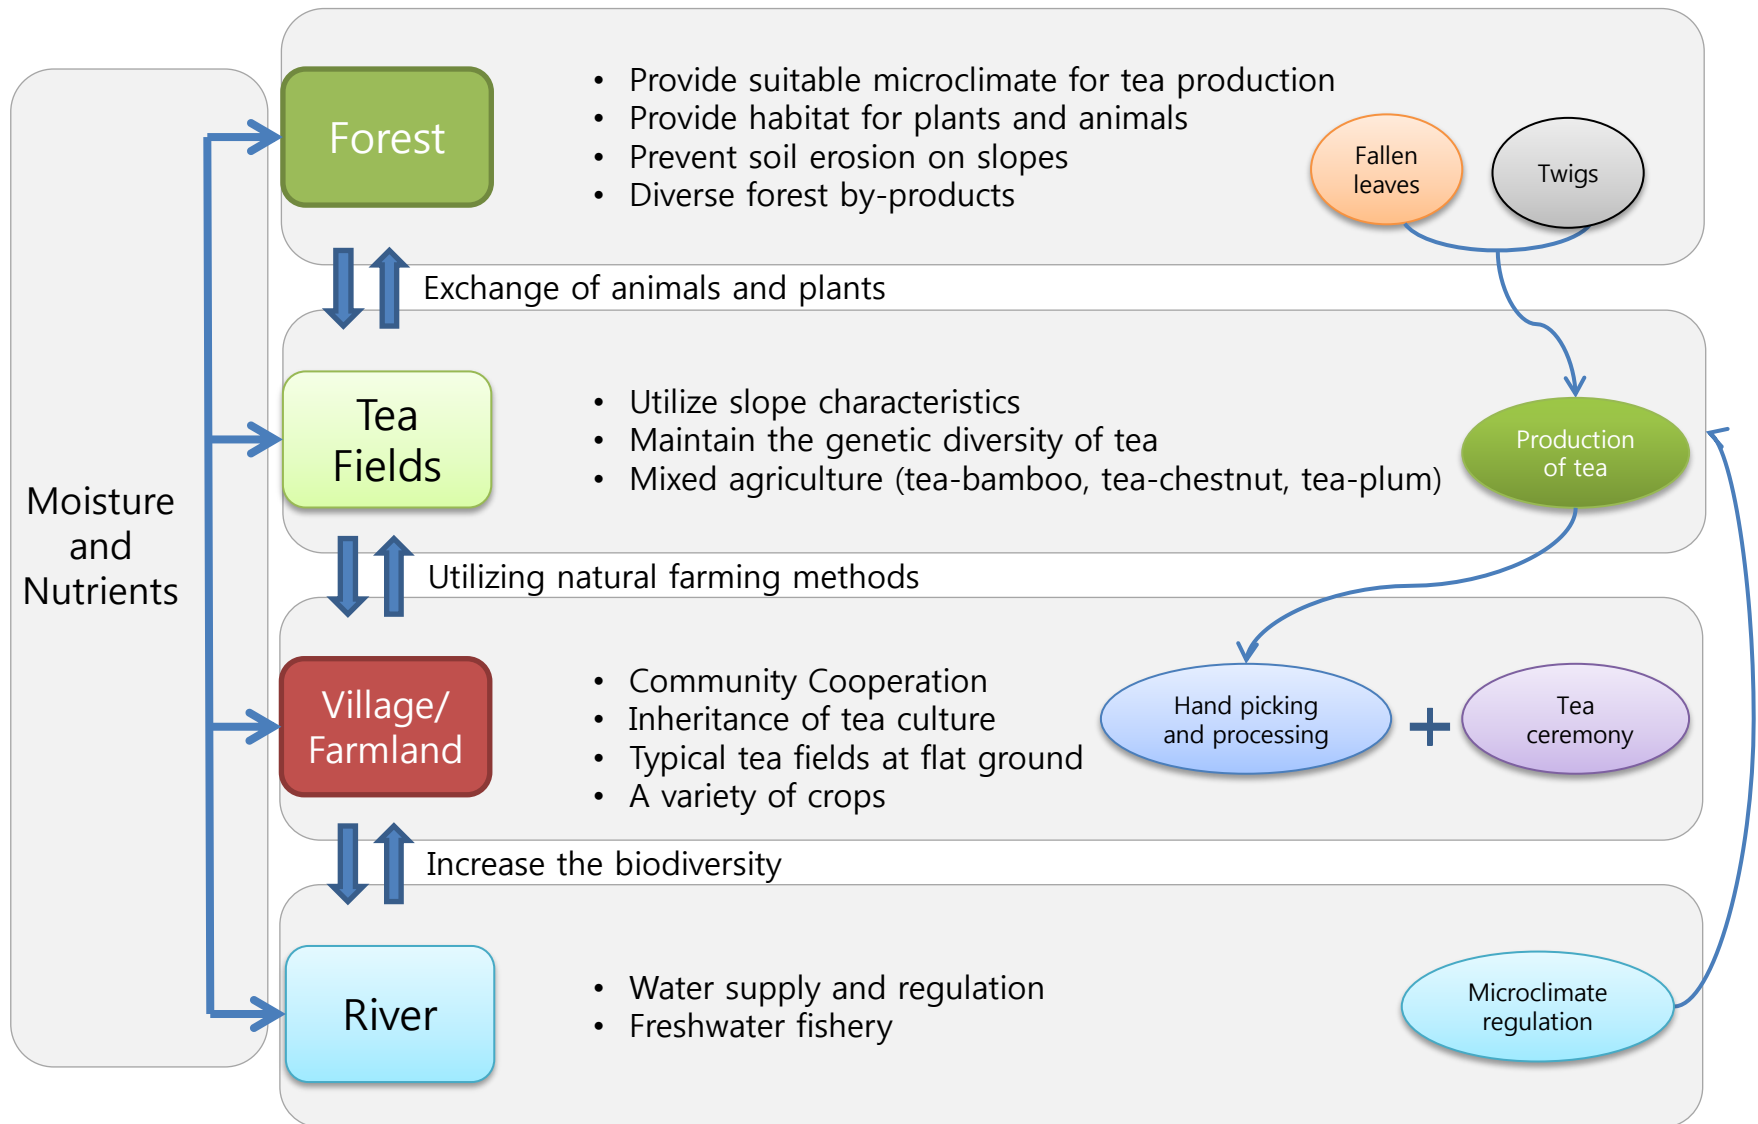 Moisture
and
Nutrients
Forest
• Provide suitable microclimate for tea production
• Provide habitat for plants and animals
• Prevent soil erosion on slopes
• Diverse forest by-products
Fallen
leaves
Twigs
Exchange of animals and plants
Tea
Fields
• Utilize slope characteristics
• Maintain the genetic diversity of tea
• Mixed agriculture (tea-bamboo, tea-chestnut, tea-plum)
Production
of tea
Utilizing natural farming methods
Village/
Farmland
• Community Cooperation
• Inheritance of tea culture
• Typical tea fields at flat ground
• A variety of crops
Hand picking
and processing
+
Tea
ceremony
Increase the biodiversity
River
• Water supply and regulation
• Freshwater fishery
Microclimate
regulation